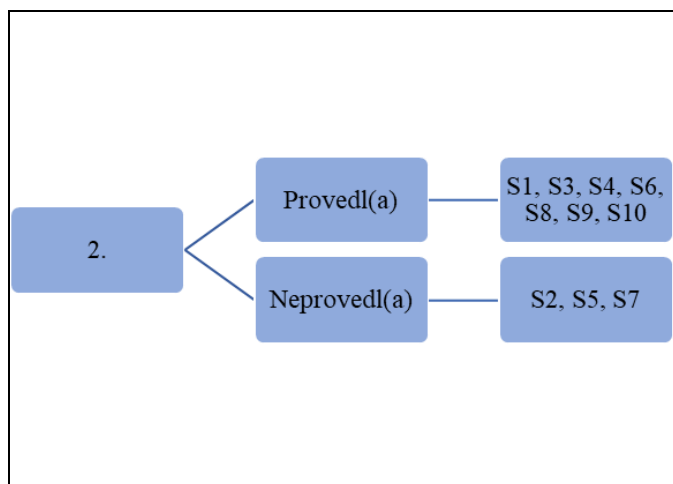 2.
Provedl(a)
S1, S3, S4, S6,
S8, S9, S10
Neprovedl(a)
S2, S5, S7